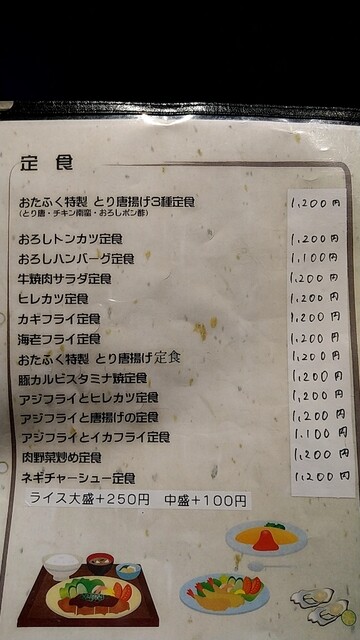 定食
おたふく特製 とり唐揚げ3種定食 1,200円
(とり唐・チキン南蛮・おろしポン酢)
おろしトンカツ定食 1,200円
おろしハンバーグ定食 1,100円
牛焼肉サラダ定食 1,200円
ヒレカツ定食 1,200円
カキフライ定食 1,200円
海老フライ定食 1,200円
おたふく特製 とり唐揚げ定食 1,200円
豚カルビスタミナ焼定食 1,200円
アジフライとヒレカツ定食 1,200円
アジフライと唐揚げの定食 1,200円
アジフライとイカフライ定食 1,100円
肉野菜炒め定食 1,200円
ネギチャーシュー定食 1,200円
ライス大盛+250円 中盛+100円